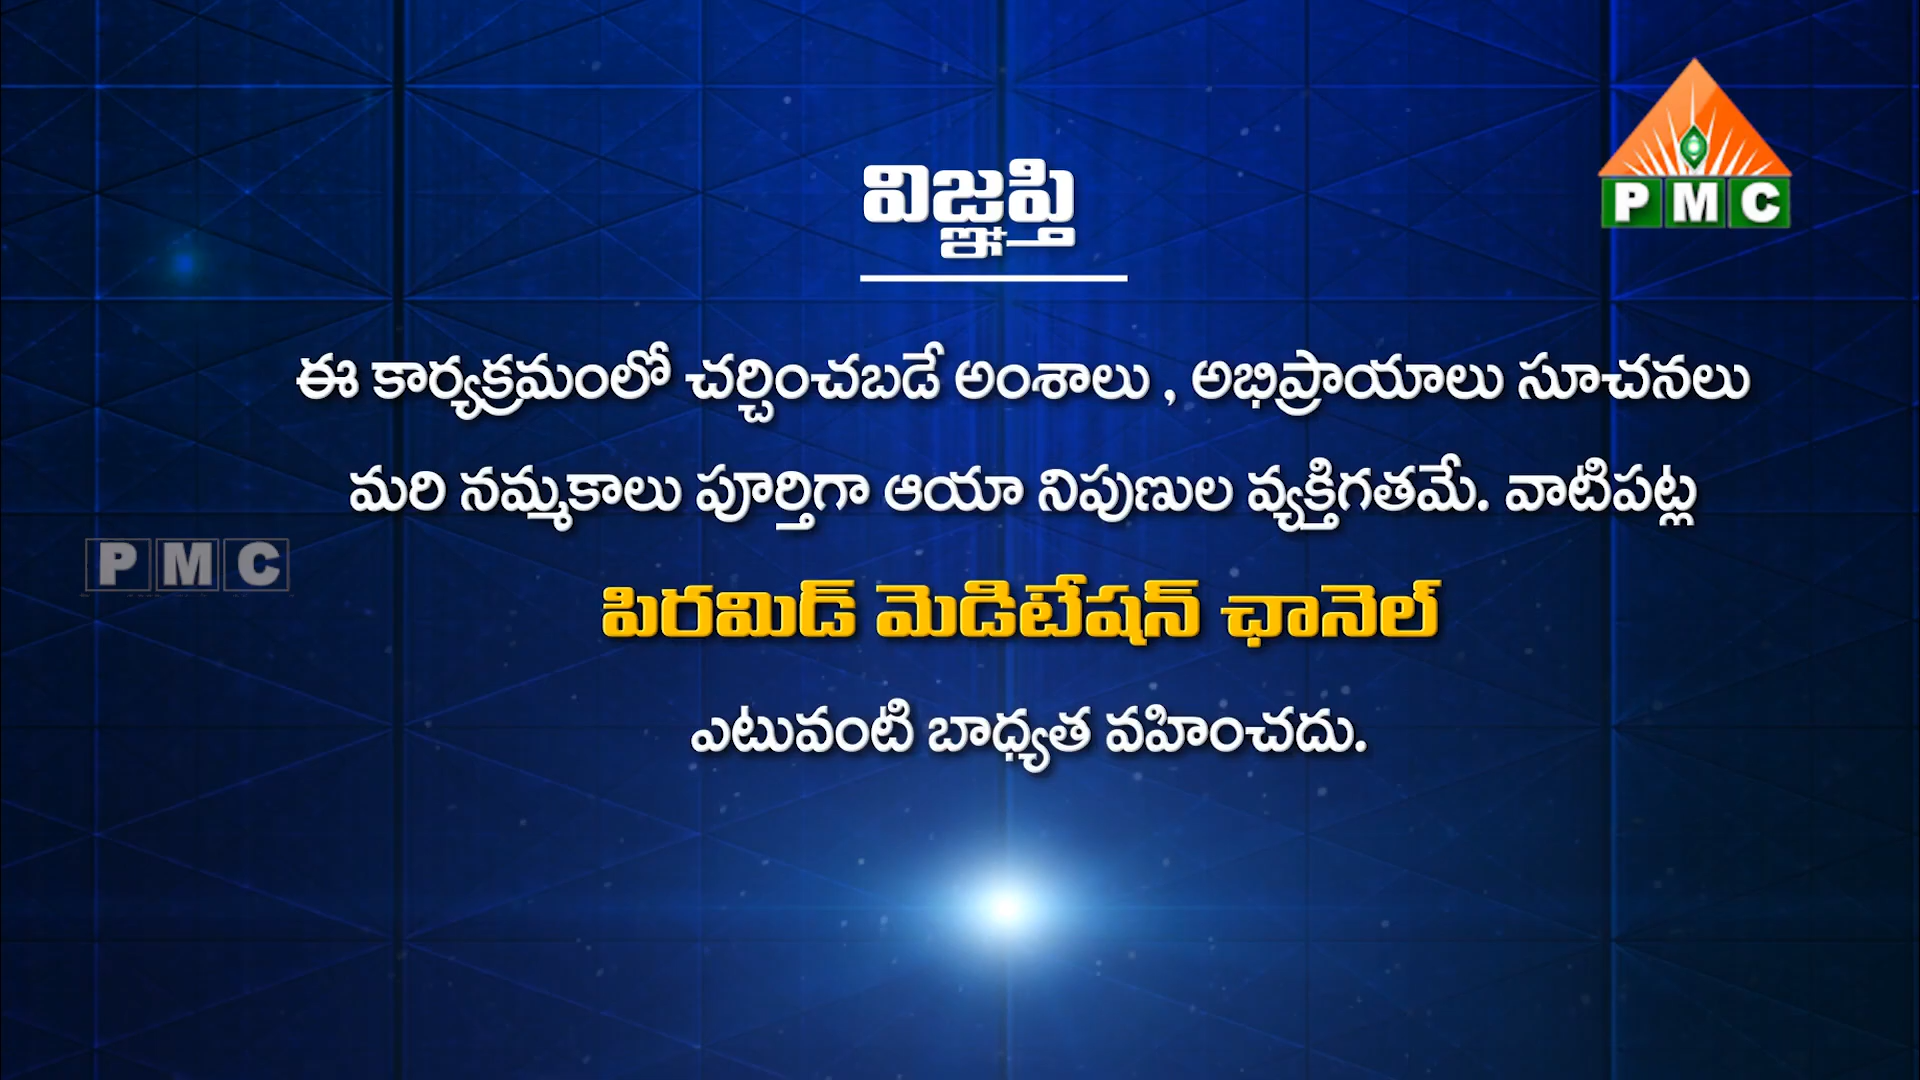 విజ్ఞప్తి
PMC
ఈ కార్యక్రమంలో చర్చించబడే అంశాలు , అభిప్రాయాలు సూచనలు
మరి నమ్మకాలు పూర్తిగా ఆయా నిపుణుల వ్యక్తిగతమే. వాటిపట్ల
PMC
పిరమిడ్ మెడిటేషన్ ఛానెల్
ఎటువంటి బాధ్యత వహించదు.